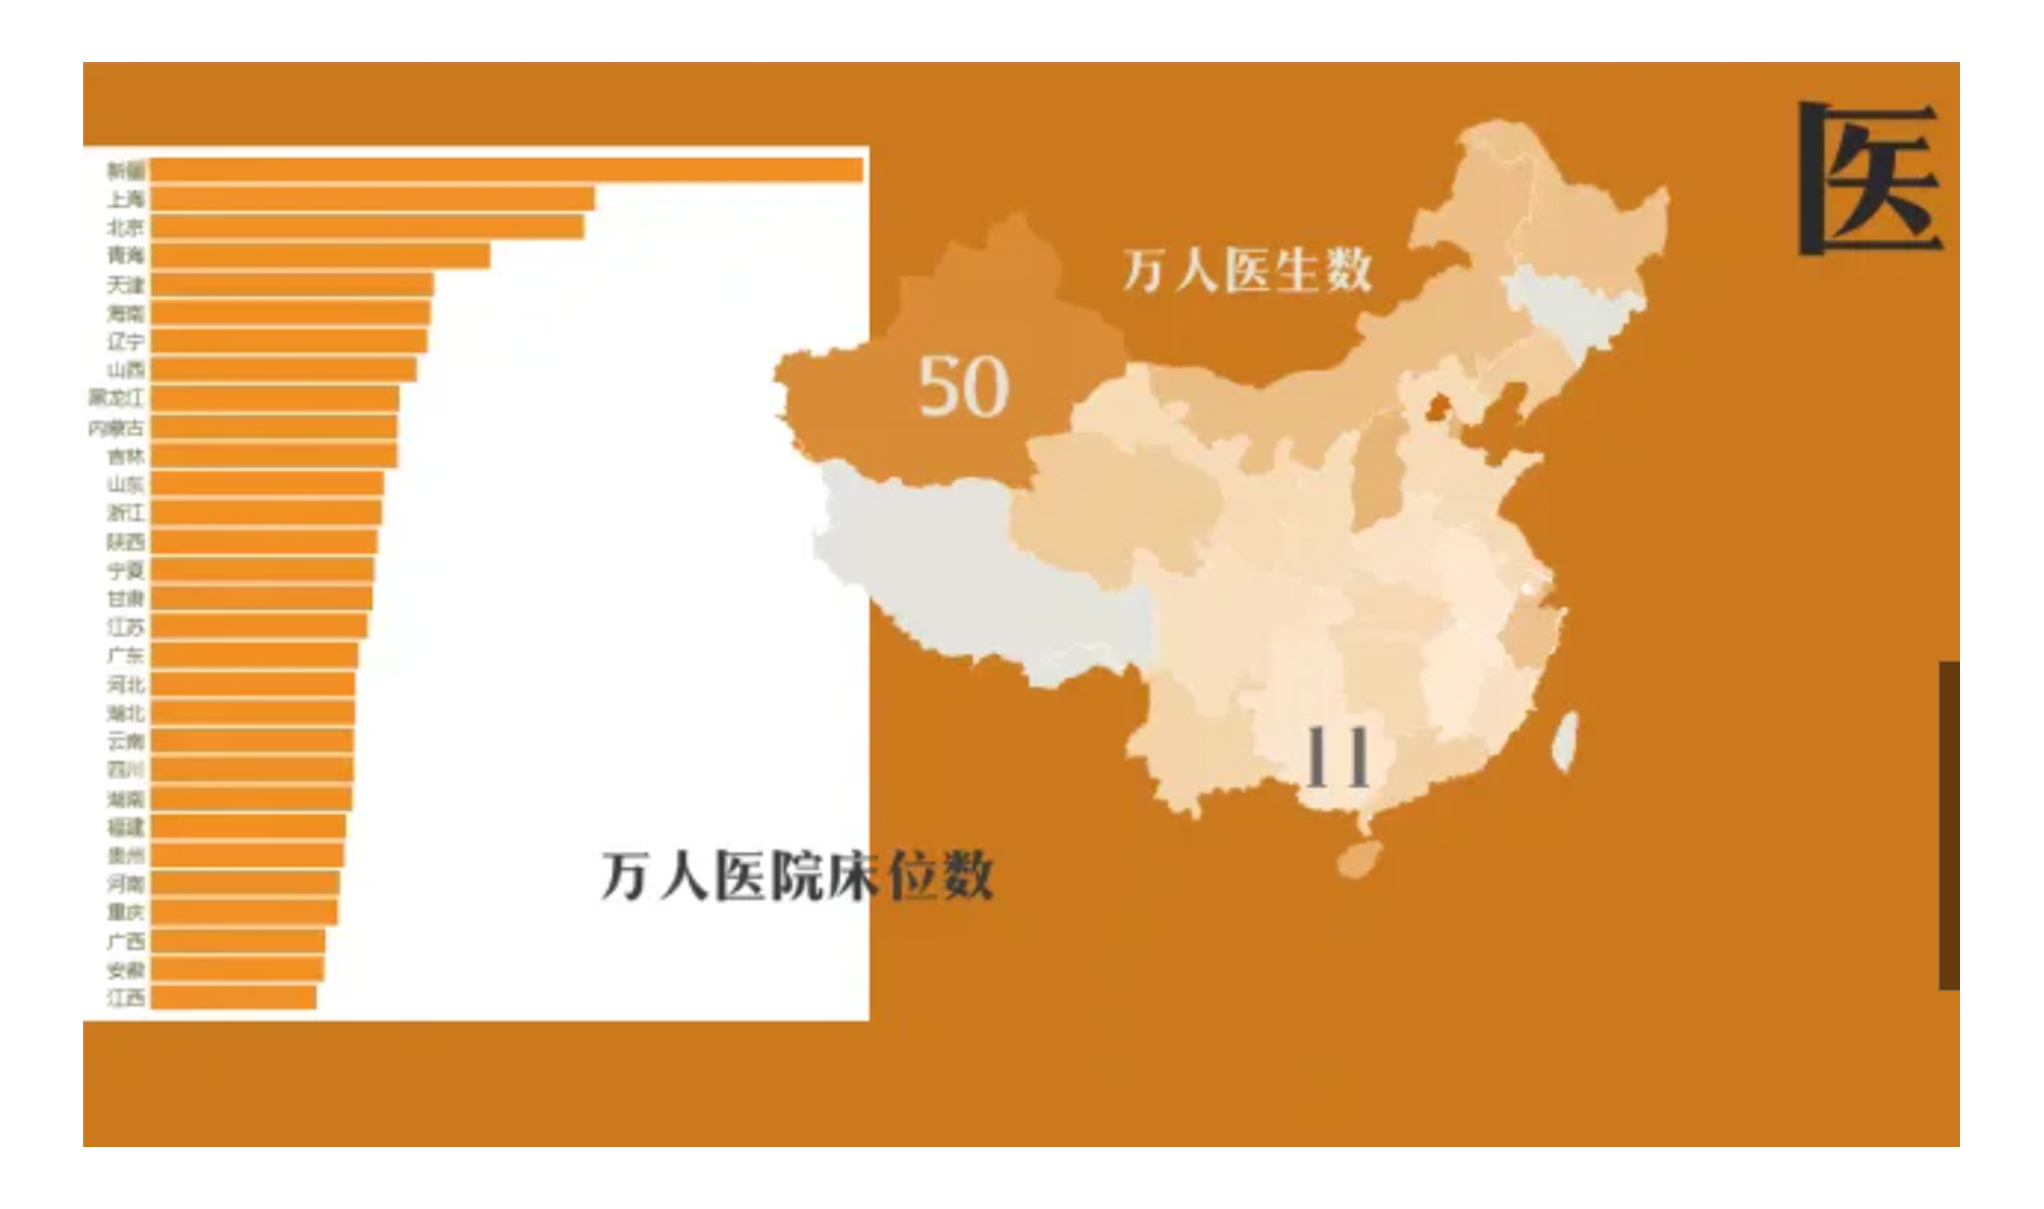 医
新疆
上海
北京
青海
天津
海南
辽宁
山西
黑龙江
内蒙古
吉林
山东
浙江
陕西
宁夏
甘肃
江苏
广东
河北
湖北
云南
四川
湖南
福建
贵州
河南
重庆
广西
安徽
江西
万人医生数
50
11
万人医院床位数